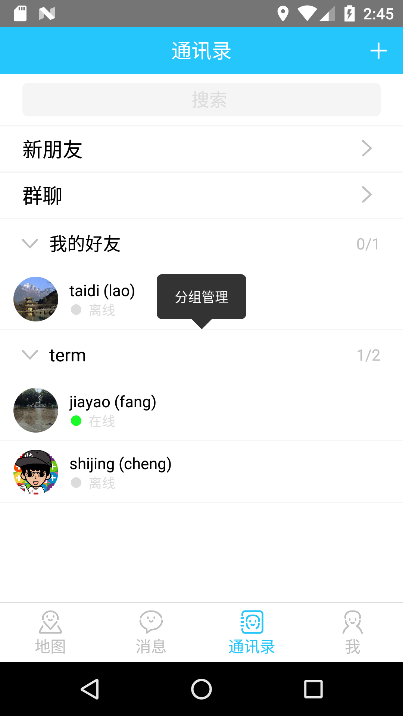 2:45
通讯录
搜索
新朋友
群聊
我的好友 0/1
taidi (lao)
离线
分组管理
term 1/2
jiayao (fang)
在线
shijing (cheng)
离线
地图 消息 通讯录 我